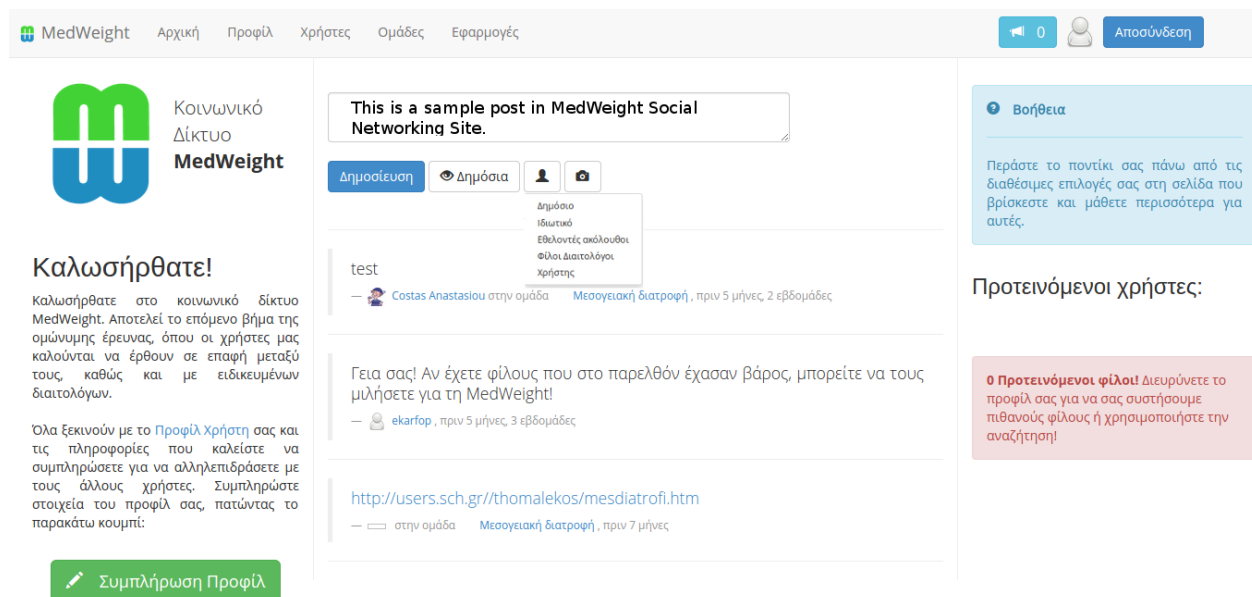 MedWeight Αρχική Προφίλ Χρήστες Ομάδες Εφαρμογές 0 Αποσύνδεση
Κοινωνικό
Δίκτυο
MedWeight
Καλωσήρθατε!
Καλωσήρθατε στο κοινωνικό δίκτυο
MedWeight. Αποτελεί το επόμενο βήμα της
ομώνυμης έρευνας, όπου οι χρήστες μας
καλούνται να έρθουν σε επαφή μεταξύ
τους, καθώς και με ειδικευμένων
διαιτολόγων.
Όλα ξεκινούν με το Προφίλ Χρήστη σας και
τις πληροφορίες που καλείστε να
συμπληρώσετε για να αλληλεπιδράσετε με
τους άλλους χρήστες. Συμπληρώστε
στοιχεία του προφίλ σας, πατώντας το
παρακάτω κουμπί:
Συμπλήρωση Προφίλ
This is a sample post in MedWeight Social
Networking Site.
Δημοσίευση Δημόσια
Δημόσιο
Ιδιωτικό
Εθελοντές ακόλουθοι
Φίλοι Διαιτολόγοι
Χρήστης
test
— Costas Anastasiou στην ομάδα Μεσογειακή διατροφή , πριν 5 μήνες, 2 εβδομάδες
Γεια σας! Αν έχετε φίλους που στο παρελθόν έχασαν βάρος, μπορείτε να τους
μιλήσετε για τη MedWeight!
— ekarfop , πριν 5 μήνες, 3 εβδομάδες
http://users.sch.gr//thomalekos/mesdiatrofi.htm
— στην ομάδα Μεσογειακή διατροφή , πριν 7 μήνες
Βοήθεια
Περάστε το ποντίκι σας πάνω από τις
διαθέσιμες επιλογές σας στη σελίδα που
βρίσκεστε και μάθετε περισσότερα για
αυτές.
Προτεινόμενοι χρήστες:
0 Προτεινόμενοι φίλοι! Διευρύνετε το
προφίλ σας για να σας συστήσουμε
πιθανούς φίλους ή χρησιμοποιήστε την
αναζήτηση!